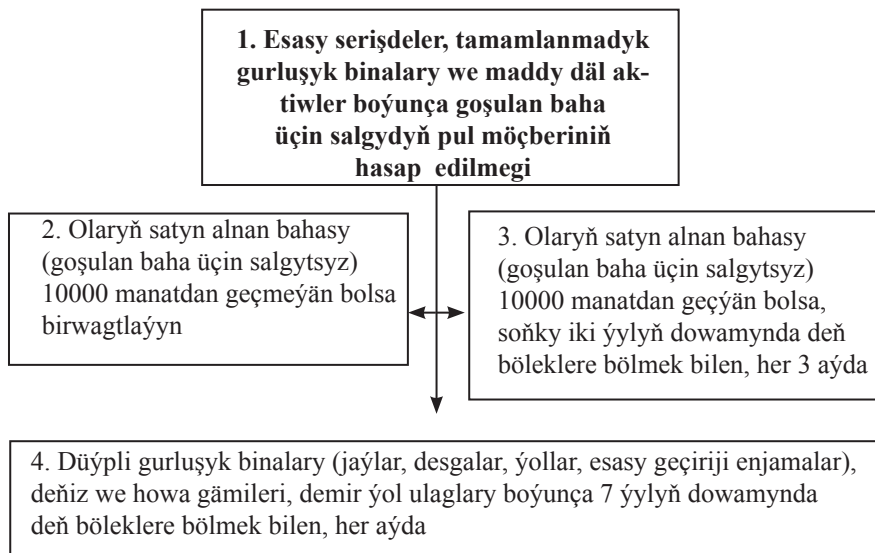 1. Esasy serişdeler, tamamlanmadyk
gurluşyk binalary we maddy däl ak-
tiwler boýunça goşulan baha
üçin salgydyň pul möçberiniň
hasap edilmegi
2. Olaryň satyn alnan bahasy
(goşulan baha üçin salgytsyz)
10000 manatdan geçmeýän bolsa
birwagtlaýyn
3. Olaryň satyn alnan bahasy
(goşulan baha üçin salgytsyz)
10000 manatdan geçýän bolsa,
soňky iki ýylyň dowamynda deň
böleklere bölmek bilen, her 3 aýda
4. Düýpli gurluşyk binalary (jaýlar, desgalar, ýollar, esasy geçiriji enjamalar),
deňiz we howa gämileri, demir ýol ulaglary boýunça 7 ýylyň dowamynda
deň böleklere bölmek bilen, her aýda